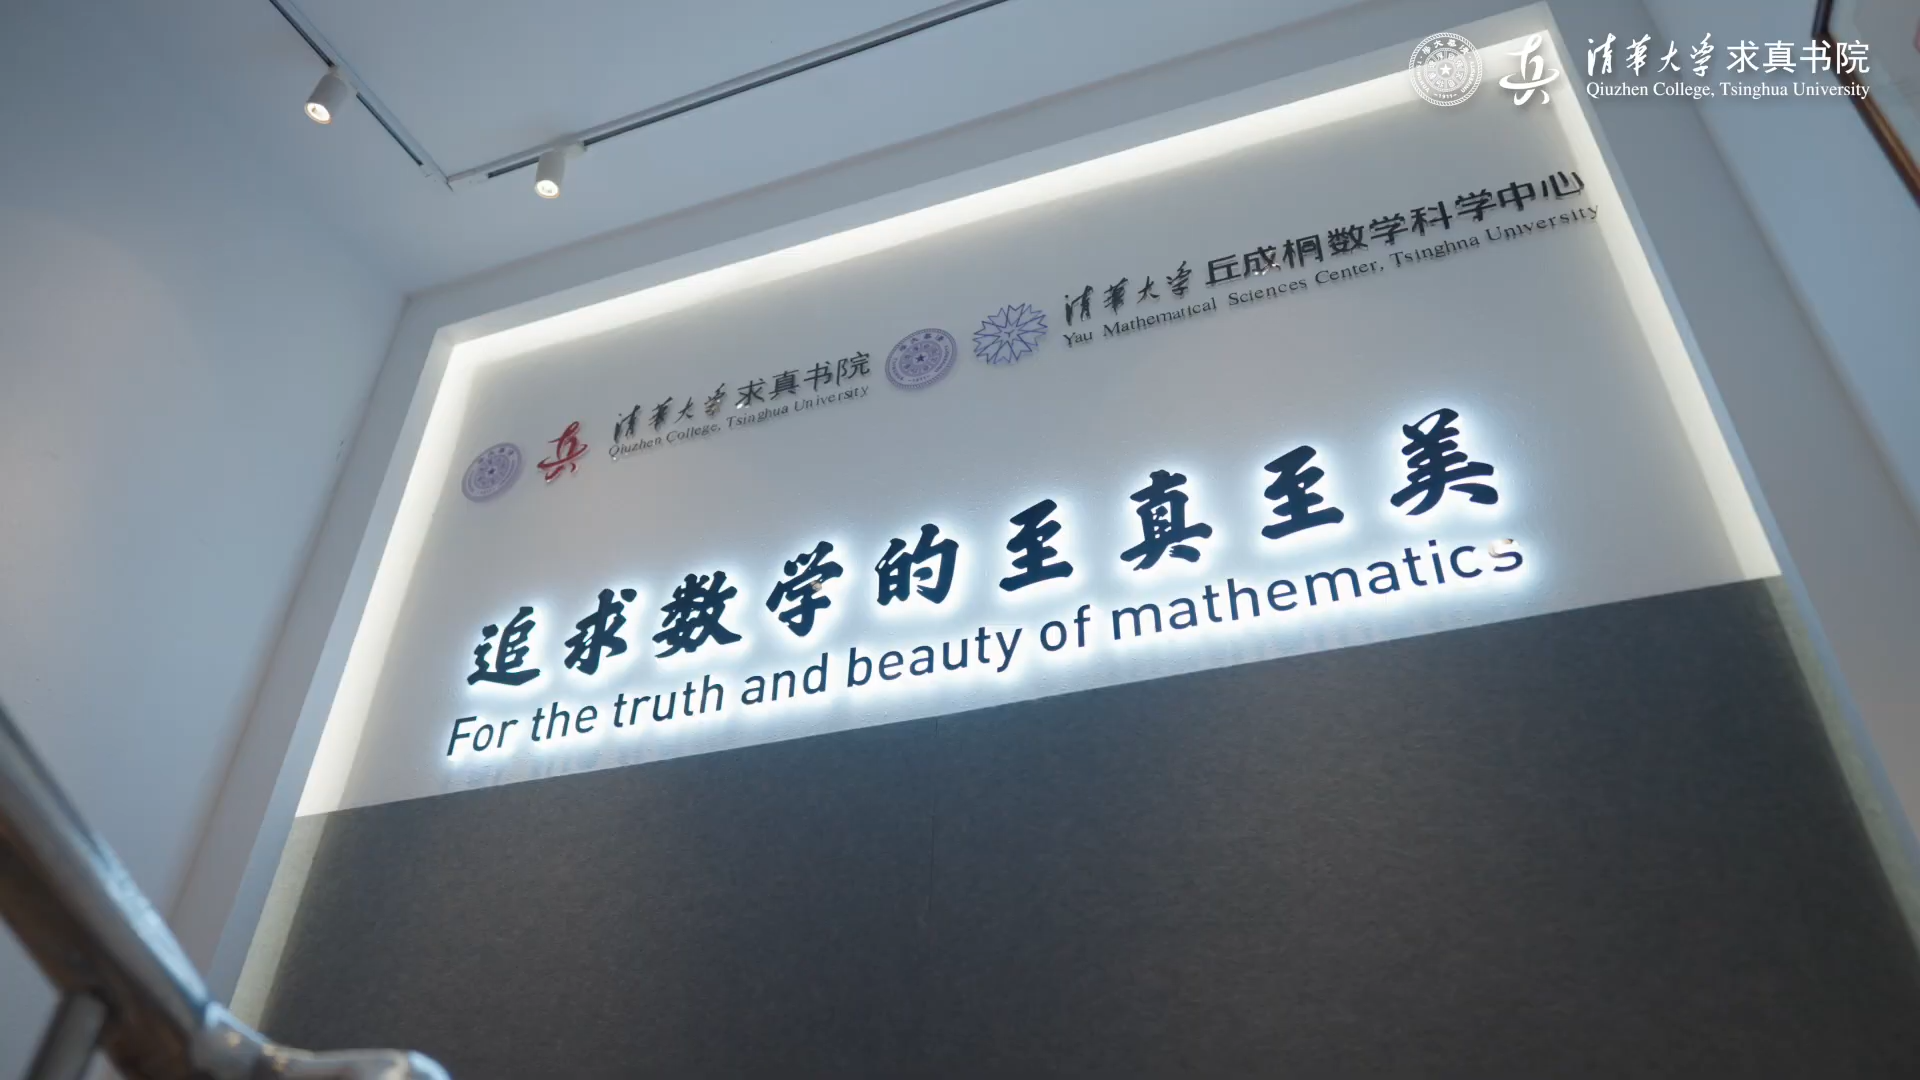 清华大学求真书院
Qiuzhen College, Tsinghua University
清华大学丘成桐数学科学中心
Yau Mathematical Sciences Center, Tsinghua University
清华大学求真书院
Qiuzhen College, Tsinghua University
追求数学的至真至美
For the truth and beauty of mathematics